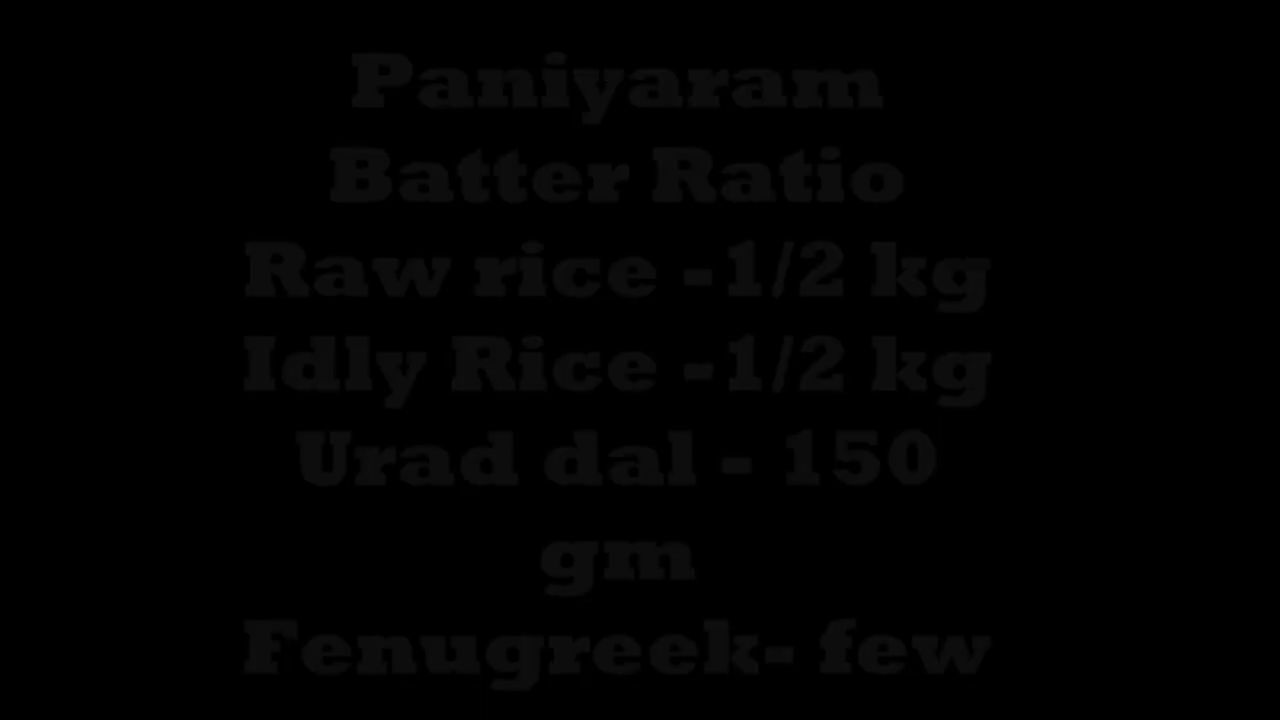 Paniyaram
Batter Ratio
Raw rice -1/2 kg
Idly Rice -1/2 kg
Urad dal - 150
gm
Fenugreek- few